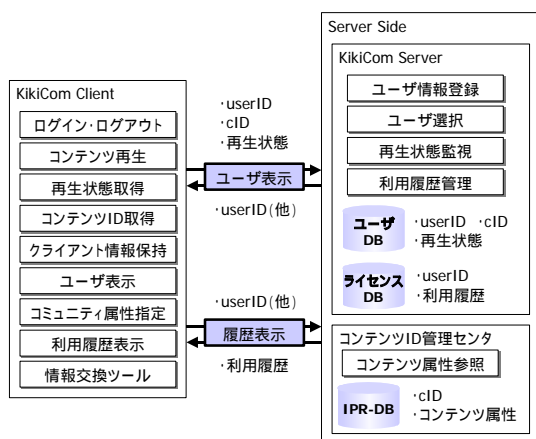 KikiCom Client
ログイン・ログアウト
コンテンツ再生
再生状態取得
コンテンツID取得
クライアント情報保持
ユーザ表示
コミュニティ属性指定
利用履歴表示
情報交換ツール
・userID
・cID
・再生状態
ユーザ表示
・userID(他)
・userID(他)
履歴表示
・利用履歴
Server Side
KikiCom Server
ユーザ情報登録
ユーザ選択
再生状態監視
利用履歴管理
ユーザ
DB
・userID ・cID
・再生状態
ライセンス
DB
・userID
・利用履歴
コンテンツID管理センタ
コンテンツ属性参照
IPR-DB
・cID
・コンテンツ属性